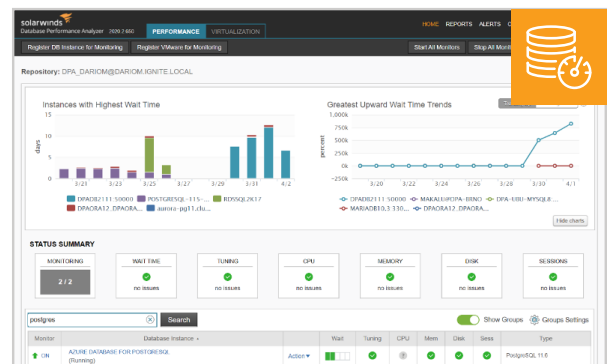 solarwinds
Database Performance Analyzer 2020.2.660
PERFORMANCE
VIRTUALIZATION
HOME REPORTS ALERTS
Register DB Instance for Monitoring
Register VMware for Monitoring
Start All Monitors
Stop All Moni
Repository: DPA_DARIOM@DARIOM.IGNITE.LOCAL
Instances with Highest Wait Time
15
10
days
5
0
3/21 3/23 3/25 3/27 3/29 3/31 4/2
POSTGRESQL-115-...
RDSQL2K17
DPAORA12_DPAORA...
aurora-pg11.clu...
Greatest Upward Wait Time Trends
1,000k
750k
500k
percent
250k
0k
-250k
3/20 3/22 3/24 3/26 3/28 3/30 4/1
MARIADB10.3 330...
DPAORA12_DPAORA...
Hide charts
STATUS SUMMARY
MONITORING
2 / 2
WAIT TIME
no issues
TUNING
no issues
CPU
no issues
MEMORY
no issues
DISK
no issues
SESSIONS
no issues
postgres
Search
Show Groups
Groups Settings
Monitor Database Instance Wait Tuning CPU Mem Disk Sess Type
ON
AZURE DATABASE FOR POSTGRESQL
(Running)
Action
PostgreSQL 11.6